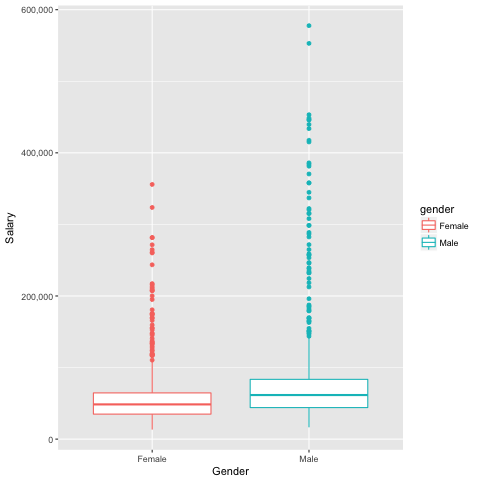 600,000
400,000
200,000
0
Salary
Female
Male
Gender
gender
Female
Male